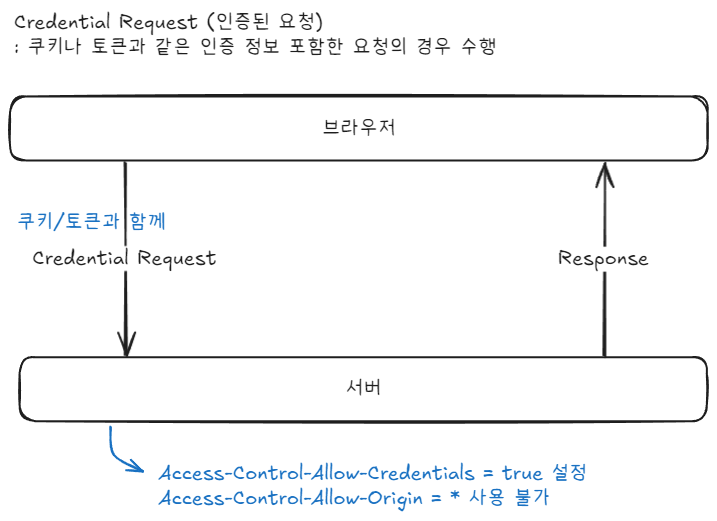 Credential Request (인증된 요청)
: 쿠키나 토큰과 같은 인증 정보 포함한 요청의 경우 수행
브라우저
쿠키/토큰과 함께
Credential Request
Response
서버
Access-Control-Allow-Credentials = true 설정
Access-Control-Allow-Origin = * 사용 불가